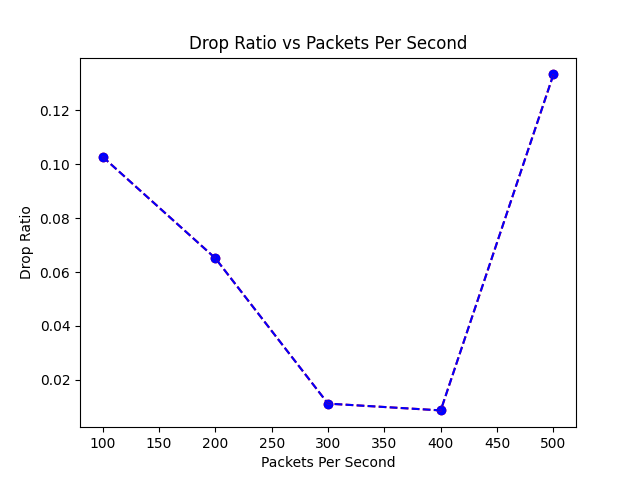 Drop Ratio vs Packets Per Second
0.12
0.10
0.08
0.06
0.04
0.02
Drop Ratio
100 150 200 250 300 350 400 450 500
Packets Per Second